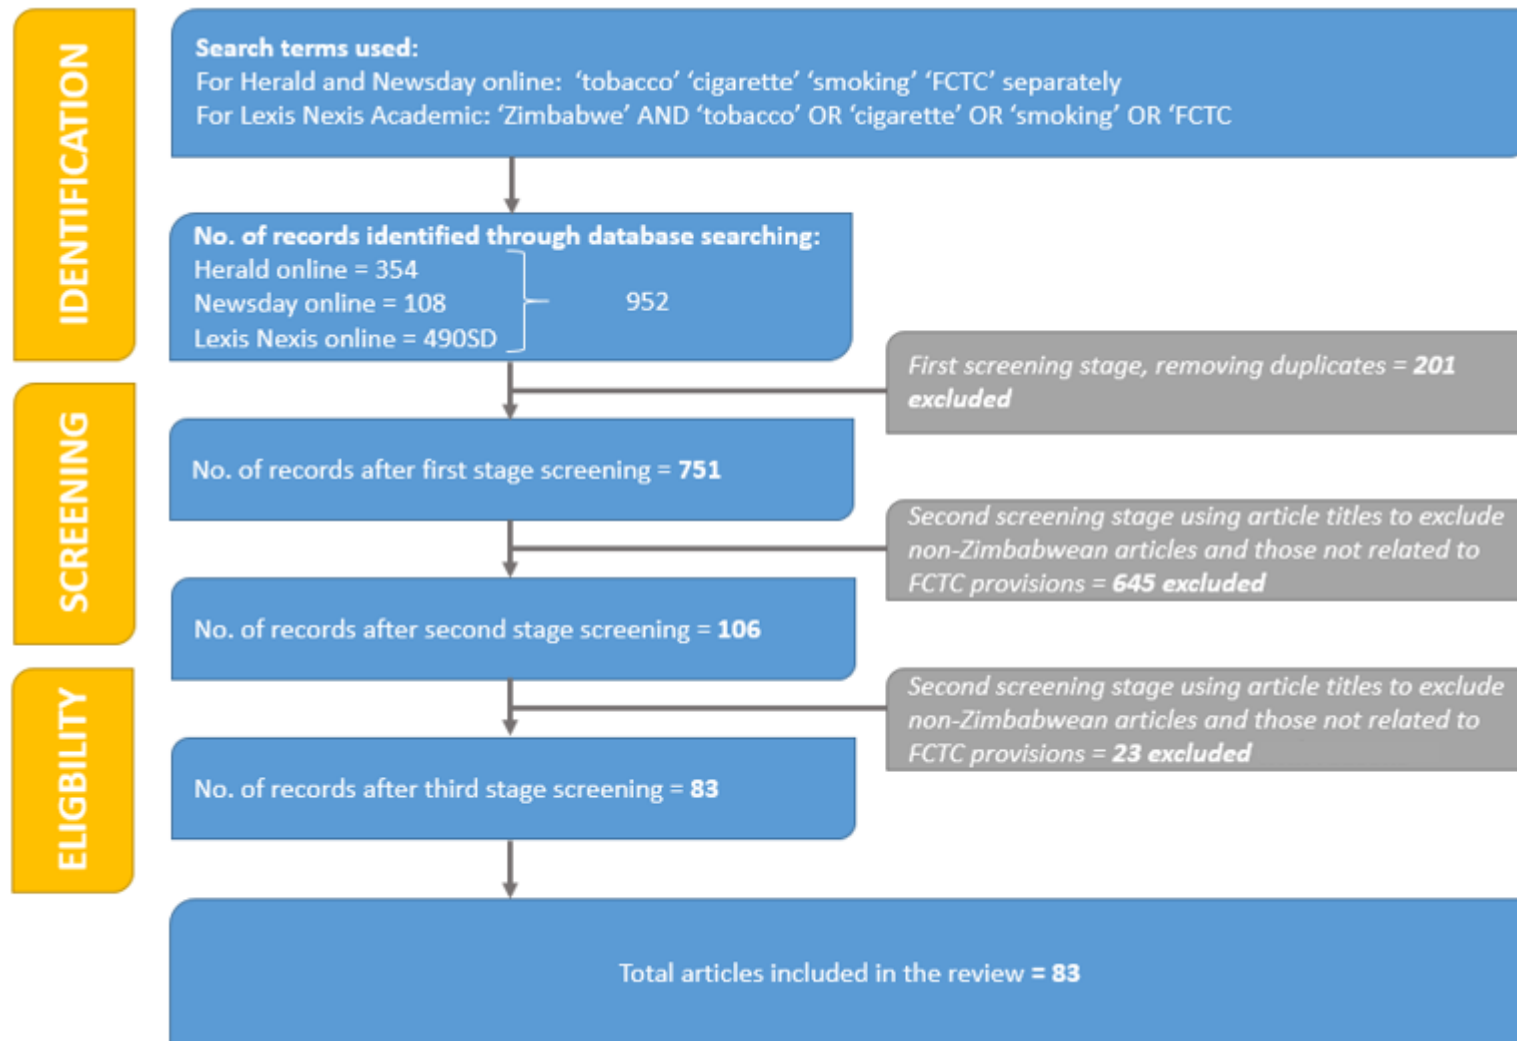 IDENTIFICATION
Search terms used:
For Herald and Newsday online:  ‘tobacco’ ‘cigarette’ ‘smoking’ ‘FCTC’ separately
For Lexis Nexis Academic: ‘Zimbabwe’ AND ‘tobacco’ OR ‘cigarette’ OR ‘smoking’ OR ‘FCTC
No. of records identified through database searching:
Herald online = 354
Newsday online = 108
952
Lexis Nexis online = 490SD
First screening stage, removing duplicates = 201
excluded
SCREENING
No. of records after first stage screening = 751
Second screening stage using article titles to exclude
non-Zimbabwean articles and those not related to
FCTC provisions = 645 excluded
No. of records after second stage screening = 106
ELIGBILITY
Second screening stage using article titles to exclude
non-Zimbabwean articles and those not related to
FCTC provisions = 23 excluded
No. of records after third stage screening = 83
Total articles included in the review = 83